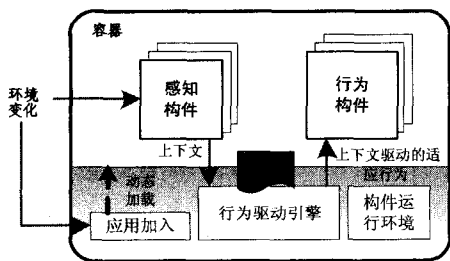 容器
环境
变化
感知
构件
行为
构件
上下文
上下文驱动的适
应行为
动态
加载
应用加入
行为驱动引擎
构件运
行环境